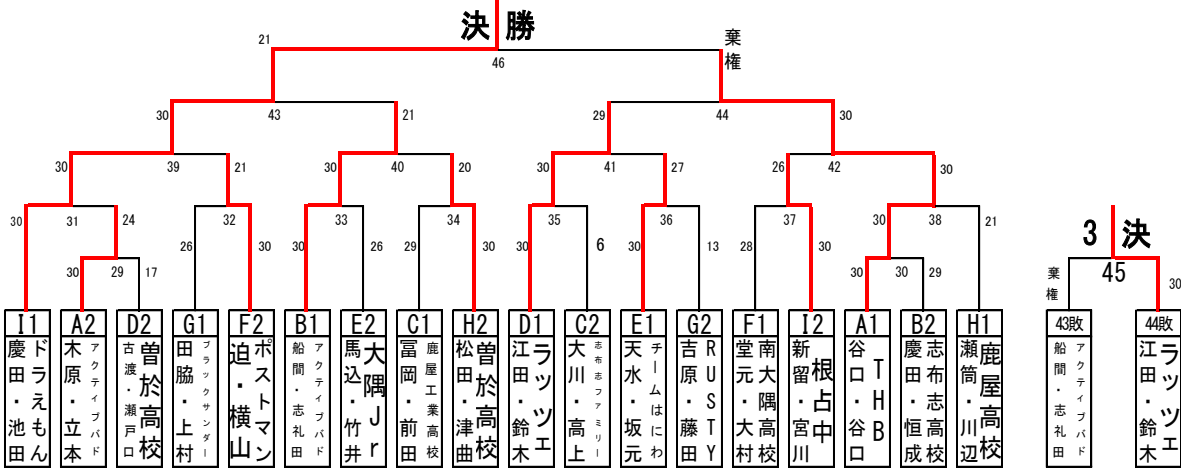 決勝
21
46
棄権
30
43
21
29
44
30
30
39
21
30
40
20
30
41
27
26
42
30
30
31
24
32
33
34
35
36
37
30
38
21
26
30
30
26
29
30
30
6
30
13
28
30
30
29
17
30
30
29
3決
棄権
45
30
I1
A2
D2
G1
F2
B1
E2
C1
H2
D1
C2
E1
G2
F1
I2
A1
B2
H1
43敗
44敗
ドラえもん
慶田・池田
アクティブバド
木原・立本
曽於高校
古渡・瀬戸口
ブラックサンダー
田脇・上村
ポストマン
迫・横山
アクティブバド
船間・志礼田
大隅Jr
馬込・竹井
鹿屋工業高校
冨岡・前田
曽於高校
松田・津曲
ラッツェ
江田・鈴木
志布志ファミリー
大川・高上
チームはにわ
天水・坂元
RUSTY
吉原・藤田
南大隅高校
堂元・大村
根占中
新留・宮川
THB
谷口・谷口
志布志高校
慶田・恒成
鹿屋高校
瀬筒・川辺
アクティブバド
船間・志礼田
ラッツェ
江田・鈴木